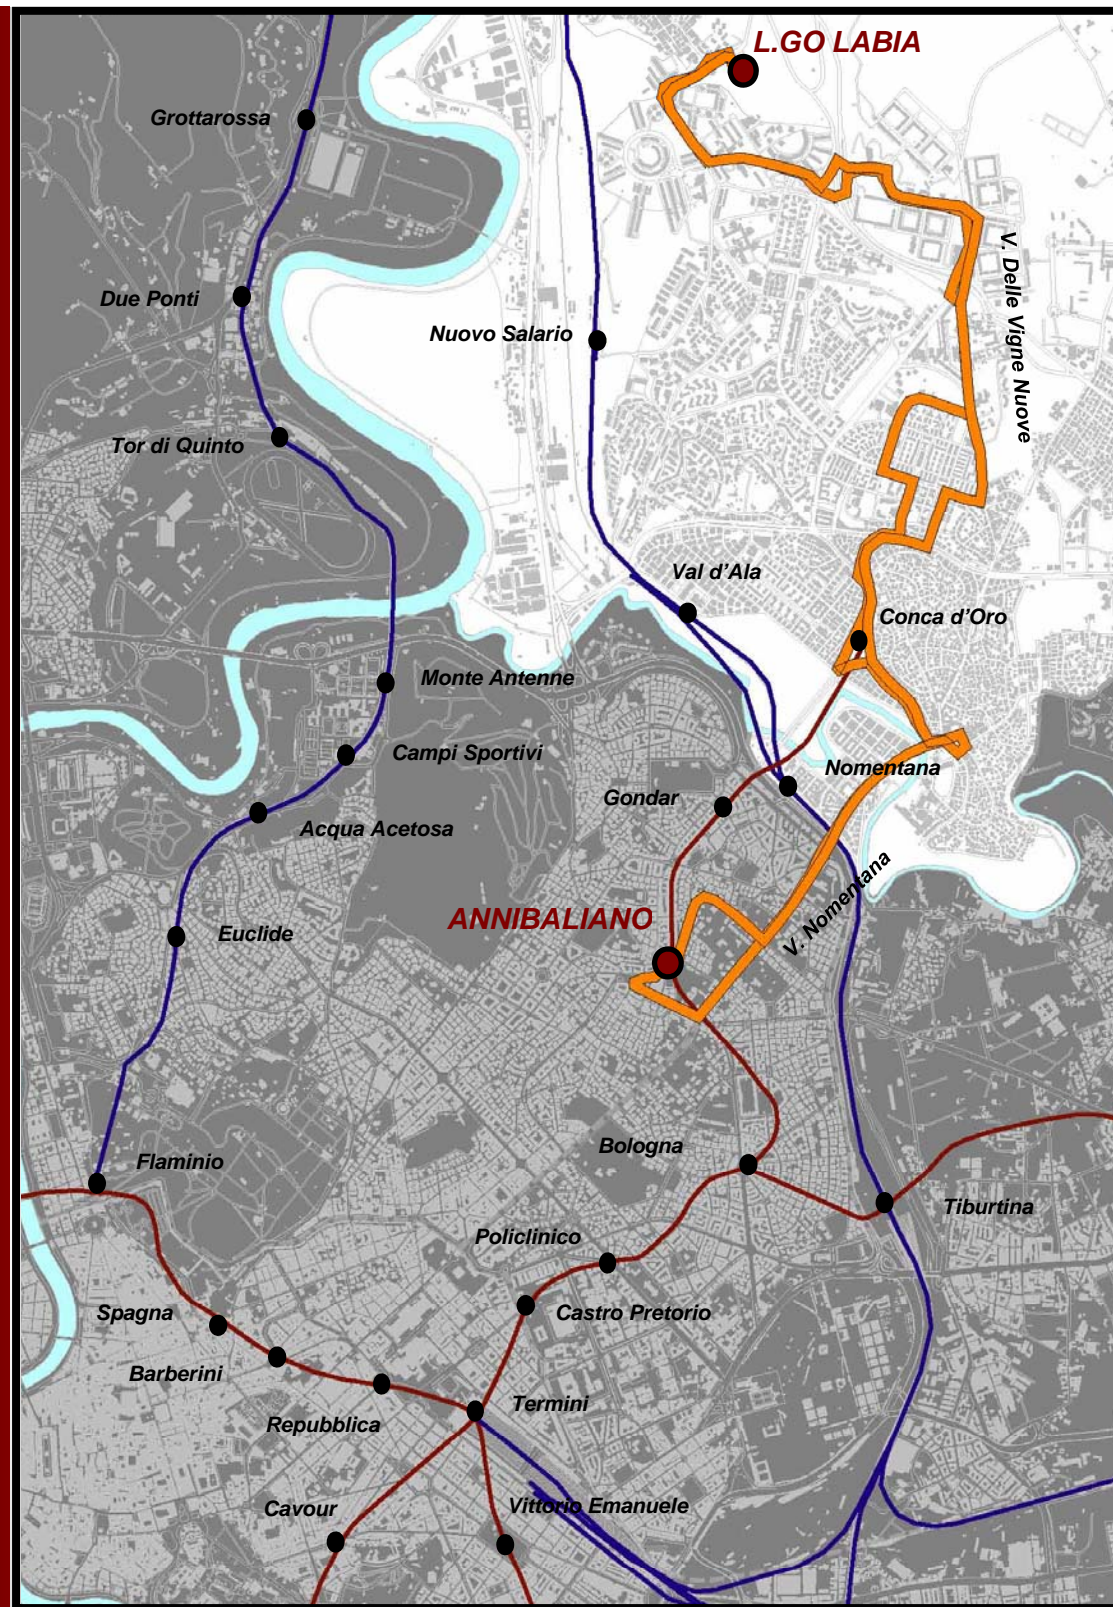 L.GO LABIA
Grottarossa
V. Delle Vigne Nuove
Due Ponti
Nuovo Salario
Tor di Quinto
Val d'Ala
Conca d'Oro
Monte Antenne
Campi Sportivi
Nomentana
Gondar
Acqua Acetosa
V. Nomentana
ANNIBALIANO
Euclide
Bologna
Flaminio
Tiburtina
Policlinico
Spagna
Castro Pretorio
Barberini
Termini
Repubblica
Cavour
Vittorio Emanuele